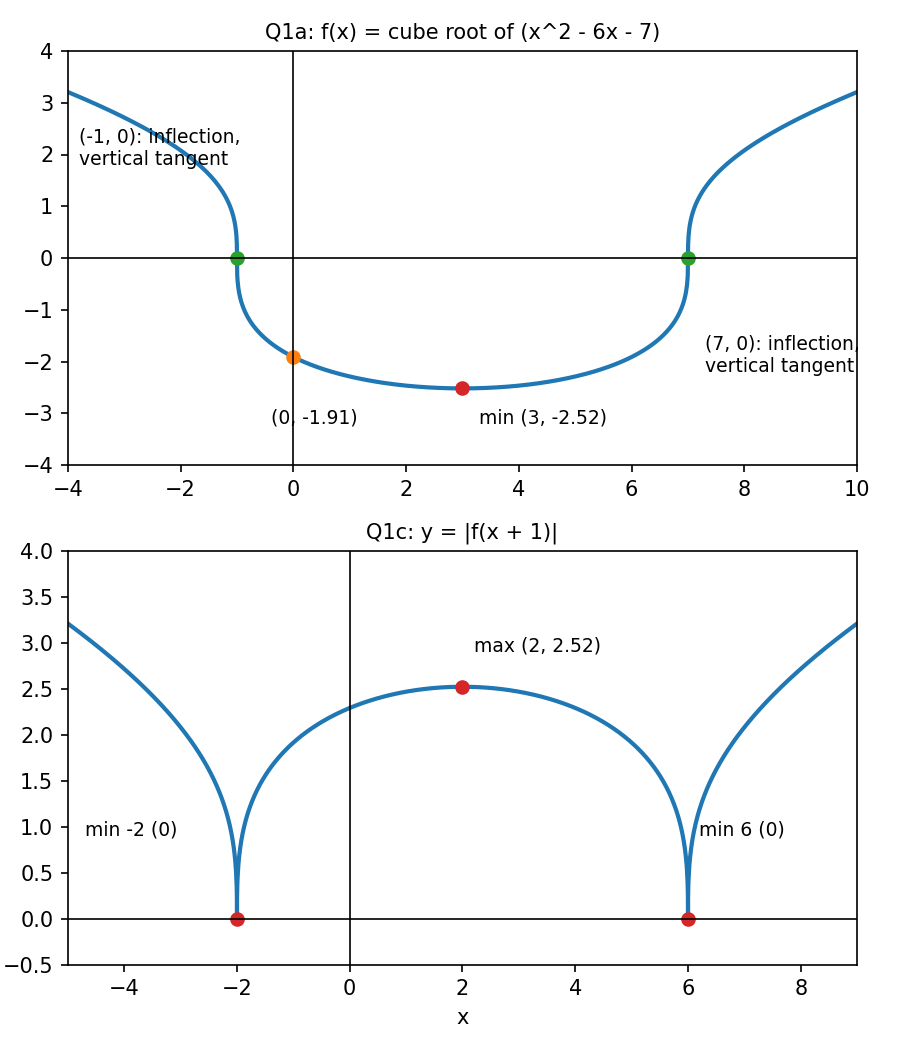 Q1a: f(x) = cube root of (x^2 - 6x - 7)
4
3
(-1, 0): inflection,
vertical tangent
2
1
0
−1
(7, 0): inflection,
vertical tangent
−2
−3
(0, -1.91)
min (3, -2.52)
−4
−4 −2 0 2 4 6 8 10
Q1c: y = |f(x + 1)|
4.0
3.5
3.0
max (2, 2.52)
2.5
2.0
1.5
1.0
min -2 (0)
min 6 (0)
0.5
0.0
−0.5
−4 −2 0 2 4 6 8
x